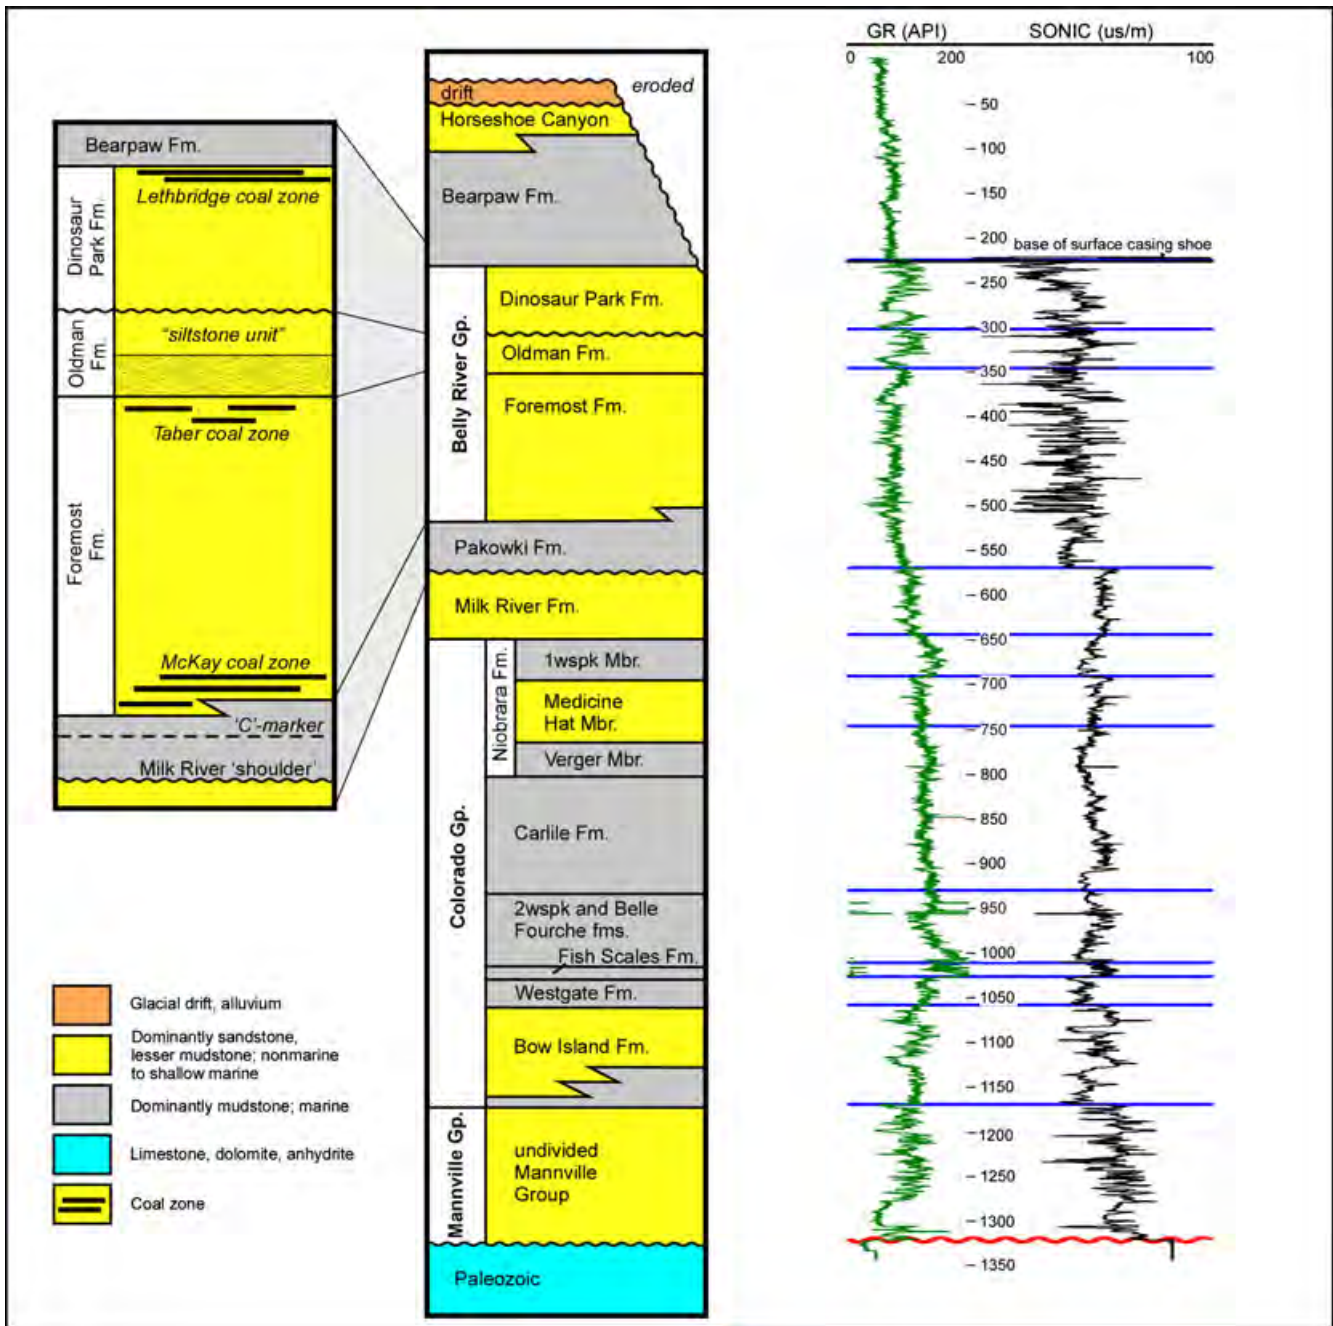 Bearpaw Fm.
Dinosaur
Park Fm.
Lethbridge coal zone
Oldman
Fm.
"siltstone unit"
Foremost
Fm.
Taber coal zone
McKay coal zone
'C'-marker
Milk River 'shoulder'
Glacial drift, alluvium
Dominantly sandstone,
lesser mudstone; nonmarine
to shallow marine
Dominantly mudstone; marine
Limestone, dolomite, anhydrite
Coal zone
drift
eroded
Horseshoe Canyon
Bearpaw Fm.
Belly River Gp.
Dinosaur Park Fm.
Oldman Fm.
Foremost Fm.
Pakowki Fm.
Milk River Fm.
Colorado Gp.
Niobrara Fm.
1wspk Mbr.
Medicine
Hat Mbr.
Verger Mbr.
Carlile Fm.
2wspk and Belle
Fourche fms.
Fish Scales Fm.
Westgate Fm.
Bow Island Fm.
Mannville Gp.
undivided
Mannville
Group
Paleozoic
GR (API) SONIC (us/m)
0 200 100
- 50
- 100
- 150
- 200
base of surface casing shoe
- 250
- 300
- 350
- 400
- 450
- 500
- 550
- 600
- 650
- 700
- 750
- 800
- 850
- 900
- 950
- 1000
- 1050
- 1100
- 1150
- 1200
- 1250
- 1300
- 1350